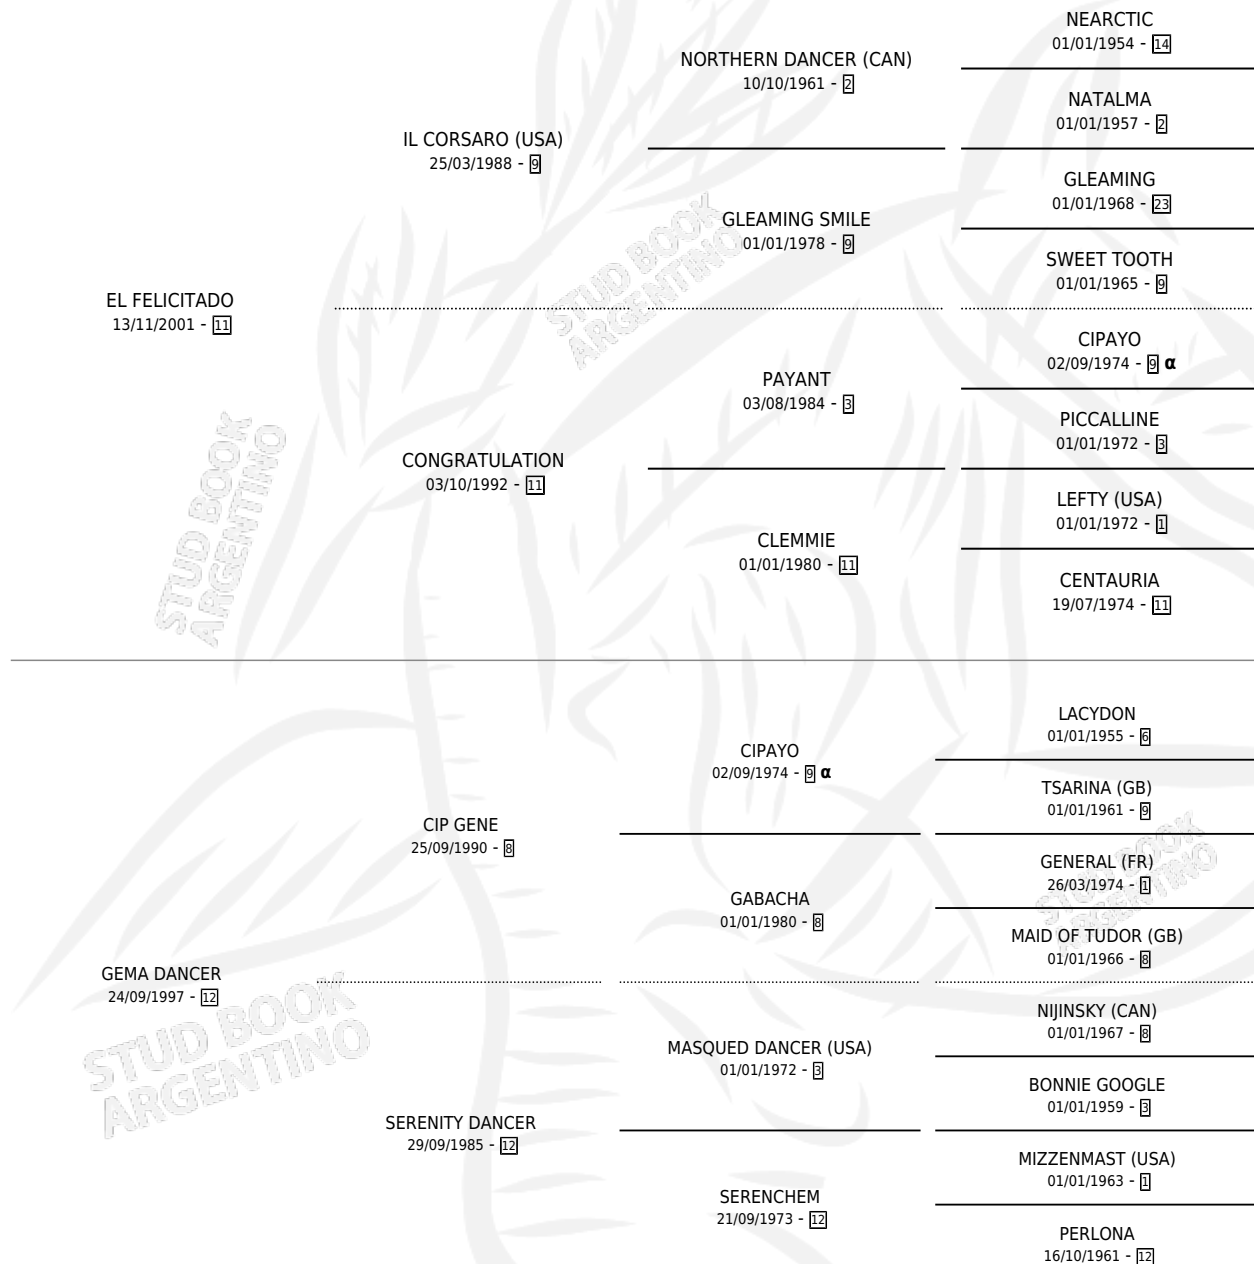 NEARCTIC
01/01/1954 - 14
NORTHERN DANCER (CAN)
10/10/1961 - 2
NATALMA
01/01/1957 - 2
IL CORSARO (USA)
25/03/1988 - 9
GLEAMING
01/01/1968 - 23
GLEAMING SMILE
01/01/1978 - 9
SWEET TOOTH
01/01/1965 - 9
EL FELICITADO
13/11/2001 - 11
CIPAYO
02/09/1974 - 9 α
PAYANT
03/08/1984 - 3
PICCALLINE
01/01/1972 - 3
CONGRATULATION
03/10/1992 - 11
LEFTY (USA)
01/01/1972 - 1
CLEMMIE
01/01/1980 - 11
CENTAURIA
19/07/1974 - 11
LACYDON
01/01/1955 - 6
CIPAYO
02/09/1974 - 9 α
TSARINA (GB)
01/01/1961 - 9
CIP GENE
25/09/1990 - 8
GENERAL (FR)
26/03/1974 - 1
GABACHA
01/01/1980 - 8
MAID OF TUDOR (GB)
01/01/1966 - 8
GEMA DANCER
24/09/1997 - 12
NIJINSKY (CAN)
01/01/1967 - 8
MASQUED DANCER (USA)
01/01/1972 - 3
BONNIE GOOGLE
01/01/1959 - 3
SERENITY DANCER
29/09/1985 - 12
MIZZENMAST (USA)
01/01/1963 - 1
SERENCHEM
21/09/1973 - 12
PERLONA
16/10/1961 - 12
STUD BOOK
ARGENTINO
STUD BOOK
ARGENTINO
STUD BOOK
ARGENTINO
STUD BOOK
ARGENTINO